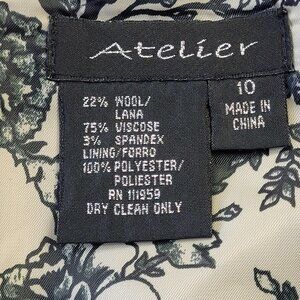 Atelier
10
MADE IN
CHINA
22% WOOL/
LANA
75% VISCOSE
3% SPANDEX
LINING/FORRO
100% POLYESTER/
POLIESTER
RN 111959
DRY CLEAN ONLY